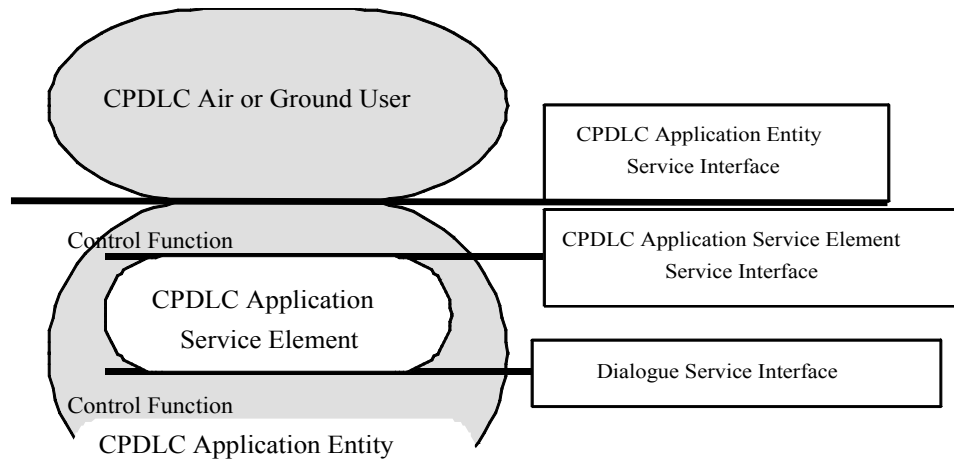 CPDLC Air or Ground User
CPDLC Application Entity
Service Interface
Control Function
CPDLC Application Service Element
Service Interface
CPDLC Application
Service Element
Dialogue Service Interface
Control Function
CPDLC Application Entity